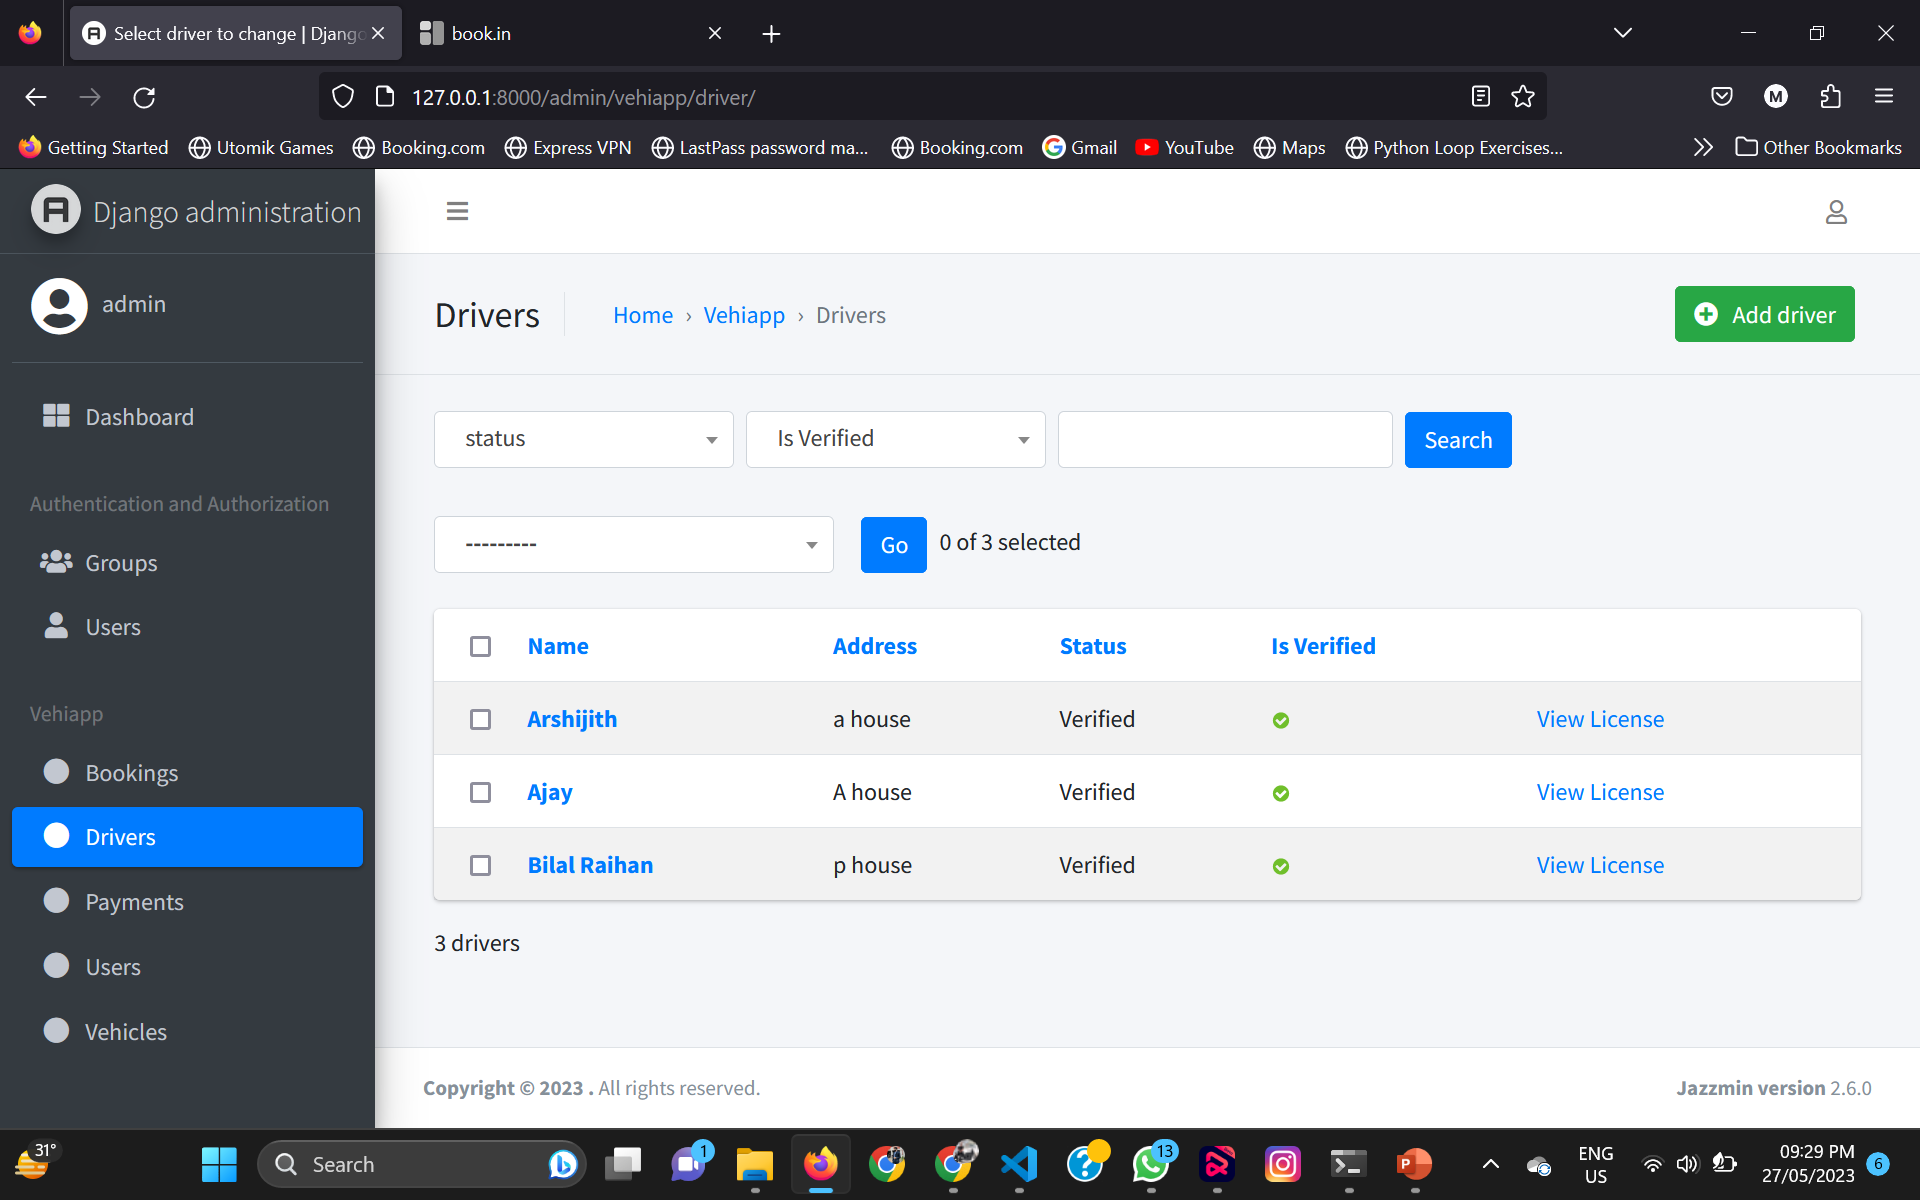 Select driver to change | Django
book.in
127.0.0.1:8000/admin/vehiapp/driver/
M
Getting Started
Utomik Games
Booking.com
Express VPN
LastPass password ma...
Booking.com
Gmail
YouTube
Maps
Python Loop Exercises...
Other Bookmarks
Django administration
admin
Dashboard
Authentication and Authorization
Groups
Users
Vehiapp
Bookings
Drivers
Payments
Users
Vehicles
Drivers
Home › Vehiapp › Drivers
Add driver
status
Is Verified
Search
---------
Go
0 of 3 selected
Name Address Status Is Verified
Arshijith a house Verified View License
Ajay A house Verified View License
Bilal Raihan p house Verified View License
3 drivers
Copyright © 2023 . All rights reserved.
Jazzmin version 2.6.0
31°
Search
1
13
ENG
US
09:29 PM
27/05/2023
6